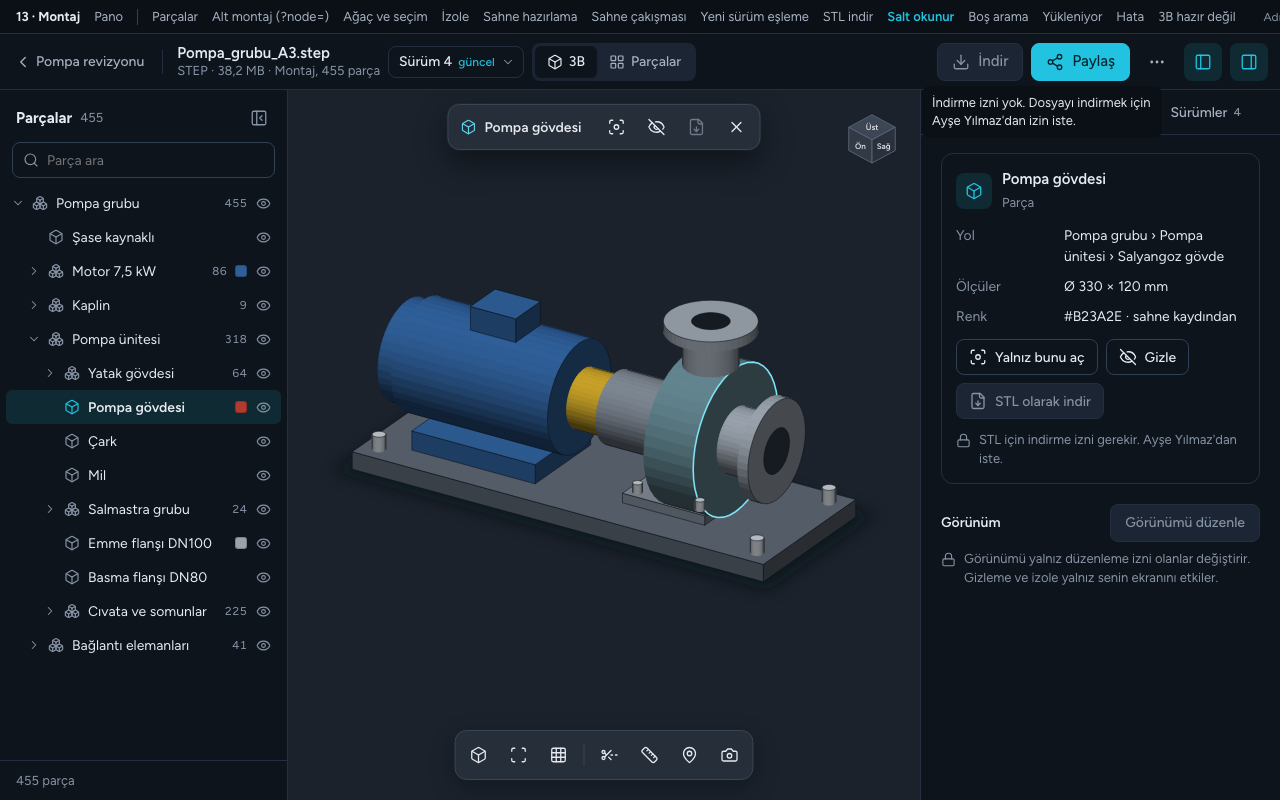 13 · Montaj
Pano
Parçalar
Alt montaj (?node=)
Ağaç ve seçim
İzole
Sahne hazırlama
Sahne çakışması
Yeni sürüm eşleme
STL indir
Salt okunur
Boş arama
Yükleniyor
Hata
3B hazır değil
Pompa revizyonu
Pompa_grubu_A3.step
STEP · 38,2 MB · Montaj, 455 parça
Sürüm 4 güncel
3B
Parçalar
İndir
Paylaş
İndirme izni yok. Dosyayı indirmek için
Ayşe Yılmaz'dan izin iste.
Sürümler 4
Parçalar 455
Parça ara
Pompa grubu 455
Şase kaynaklı
Motor 7,5 kW 86
Kaplin 9
Pompa ünitesi 318
Yatak gövdesi 64
Pompa gövdesi
Çark
Mil
Salmastra grubu 24
Emme flanşı DN100
Basma flanşı DN80
Cıvata ve somunlar 225
Bağlantı elemanları 41
455 parça
Pompa gövdesi
Üst
Ön
Sağ
Pompa gövdesi
Parça
Yol
Pompa grubu › Pompa
ünitesi › Salyangoz gövde
Ölçüler
Ø 330 × 120 mm
Renk
#B23A2E · sahne kaydından
Yalnız bunu aç
Gizle
STL olarak indir
STL için indirme izni gerekir. Ayşe Yılmaz'dan
iste.
Görünüm
Görünümü düzenle
Görünümü yalnız düzenleme izni olanlar değiştirir.
Gizleme ve izole yalnız senin ekranını etkiler.